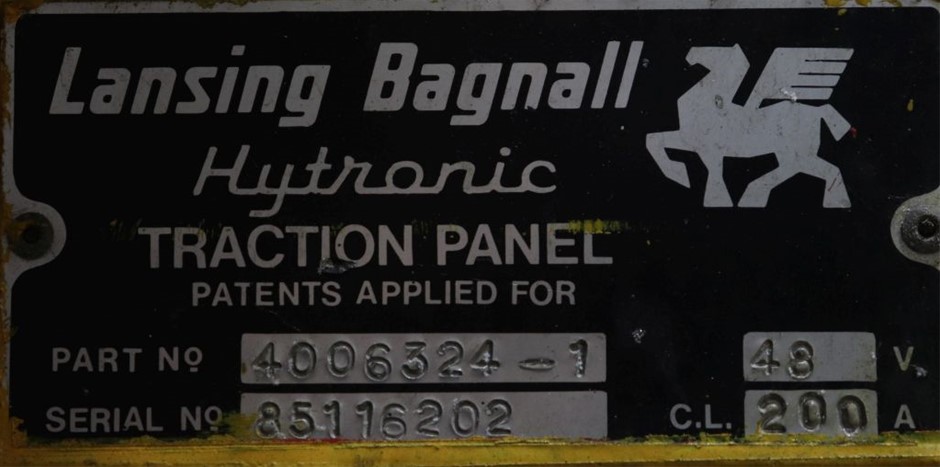 Lansing Bagnall
Hytronic
TRACTION PANEL
PATENTS APPLIED FOR
PART Nº 4006324-1 48 V.
SERIAL Nº 85116202 C.L. 200 A